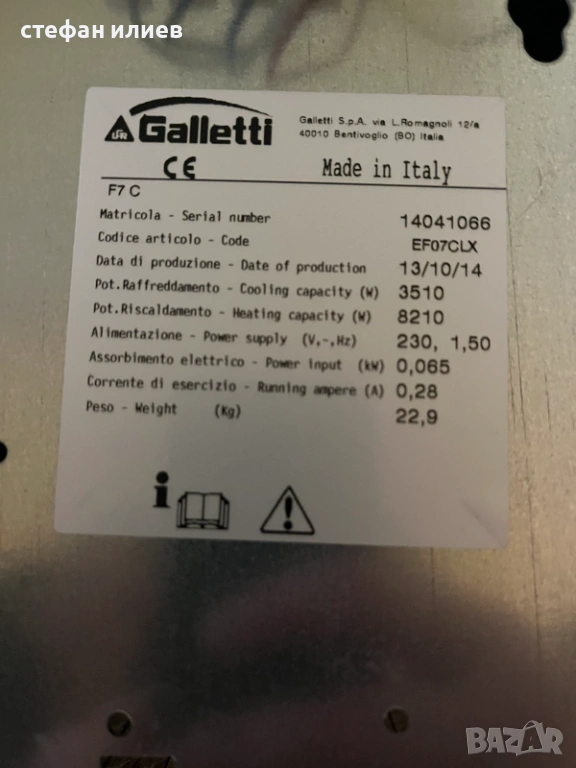 стефан илиев
Galletti
Galletti S.p.A. via L.Romagnoli 12/a
40010 Bentivoglio (BO) Italia
CE
Made in Italy
F7 C
Matricola - Serial number 14041066
Codice articolo - Code EF07CLX
Data di produzione - Date of production 13/10/14
Pot.Raffreddamento - Cooling capacity (W) 3510
Pot.Riscaldamento - Heating capacity (W) 8210
Alimentazione - Power supply (V,~,Hz) 230, 1,50
Assorbimento elettrico - Power input (kW) 0,065
Corrente di esercizio - Running ampere (A) 0,28
Peso - Weight (Kg) 22,9
BAZAR